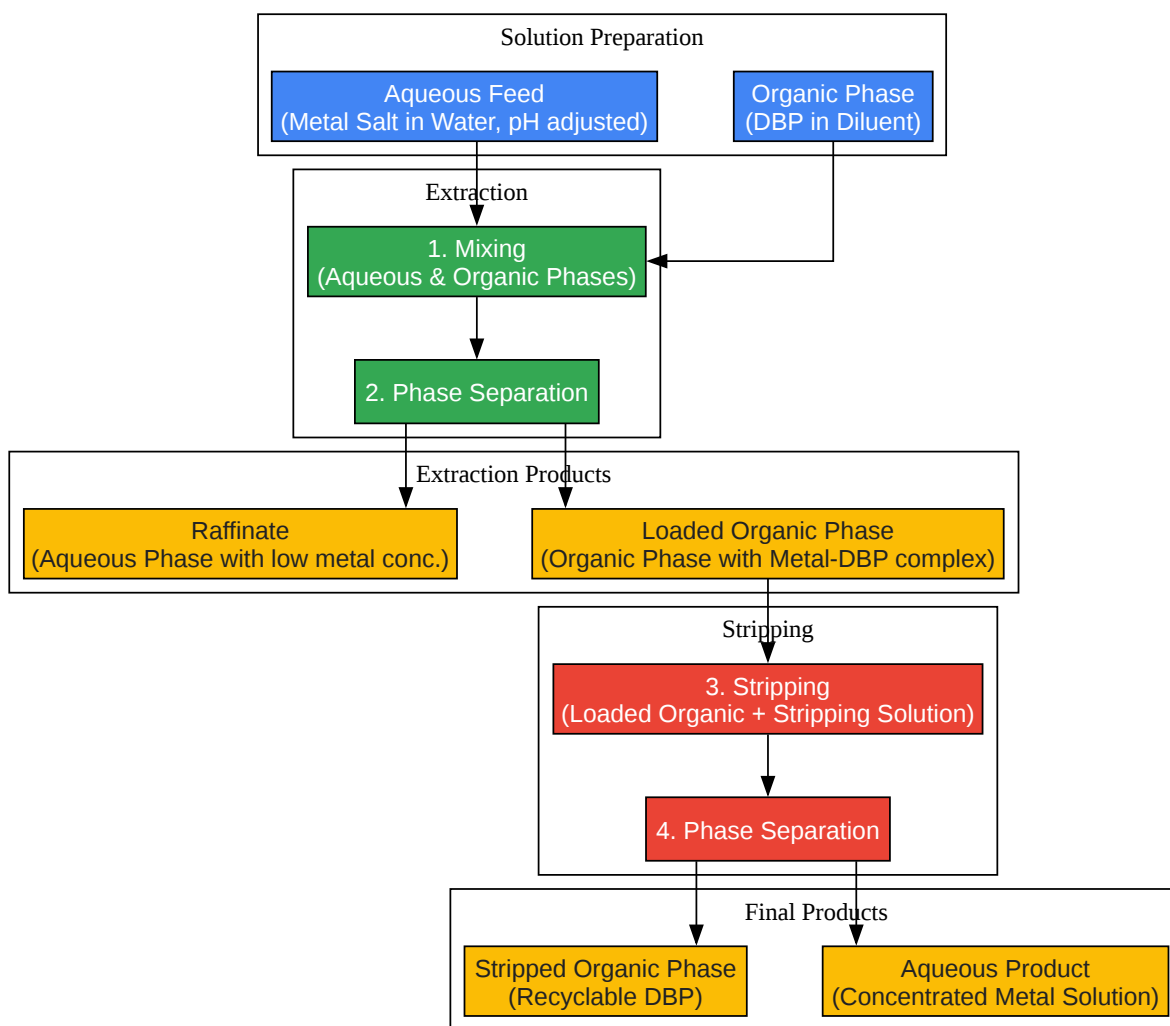 Solution Preparation
Aqueous Feed
(Metal Salt in Water, pH adjusted)
Organic Phase
(DBP in Diluent)
Extraction
1. Mixing
(Aqueous & Organic Phases)
2. Phase Separation
Extraction Products
Raffinate
(Aqueous Phase with low metal conc.)
Loaded Organic Phase
(Organic Phase with Metal-DBP complex)
Stripping
3. Stripping
(Loaded Organic + Stripping Solution)
4. Phase Separation
Final Products
Stripped Organic Phase
(Recyclable DBP)
Aqueous Product
(Concentrated Metal Solution)